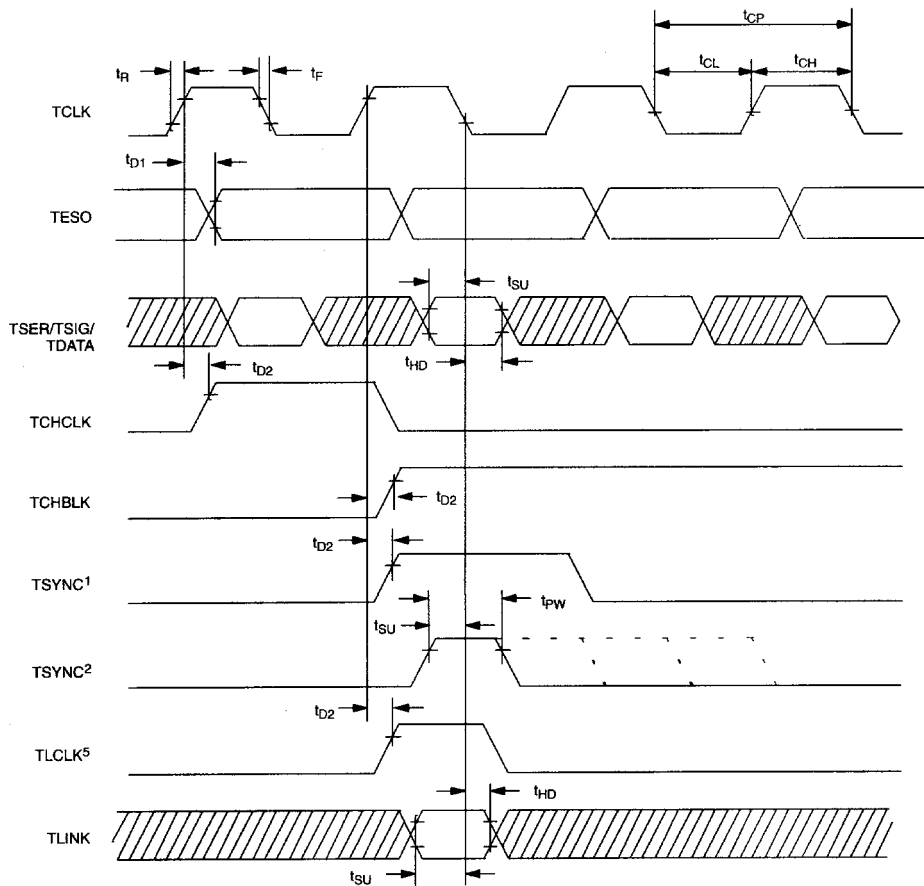 tCP
tR
tF
tCL
tCH
TCLK
tD1
TESO
tSU
TSER/TSIG/
TDATA
tD2
tHD
TCHCLK
TCHBLK
tD2
tD2
TSYNC1
tPW
tSU
TSYNC2
tD2
TLCLK5
tHD
TLINK
tSU